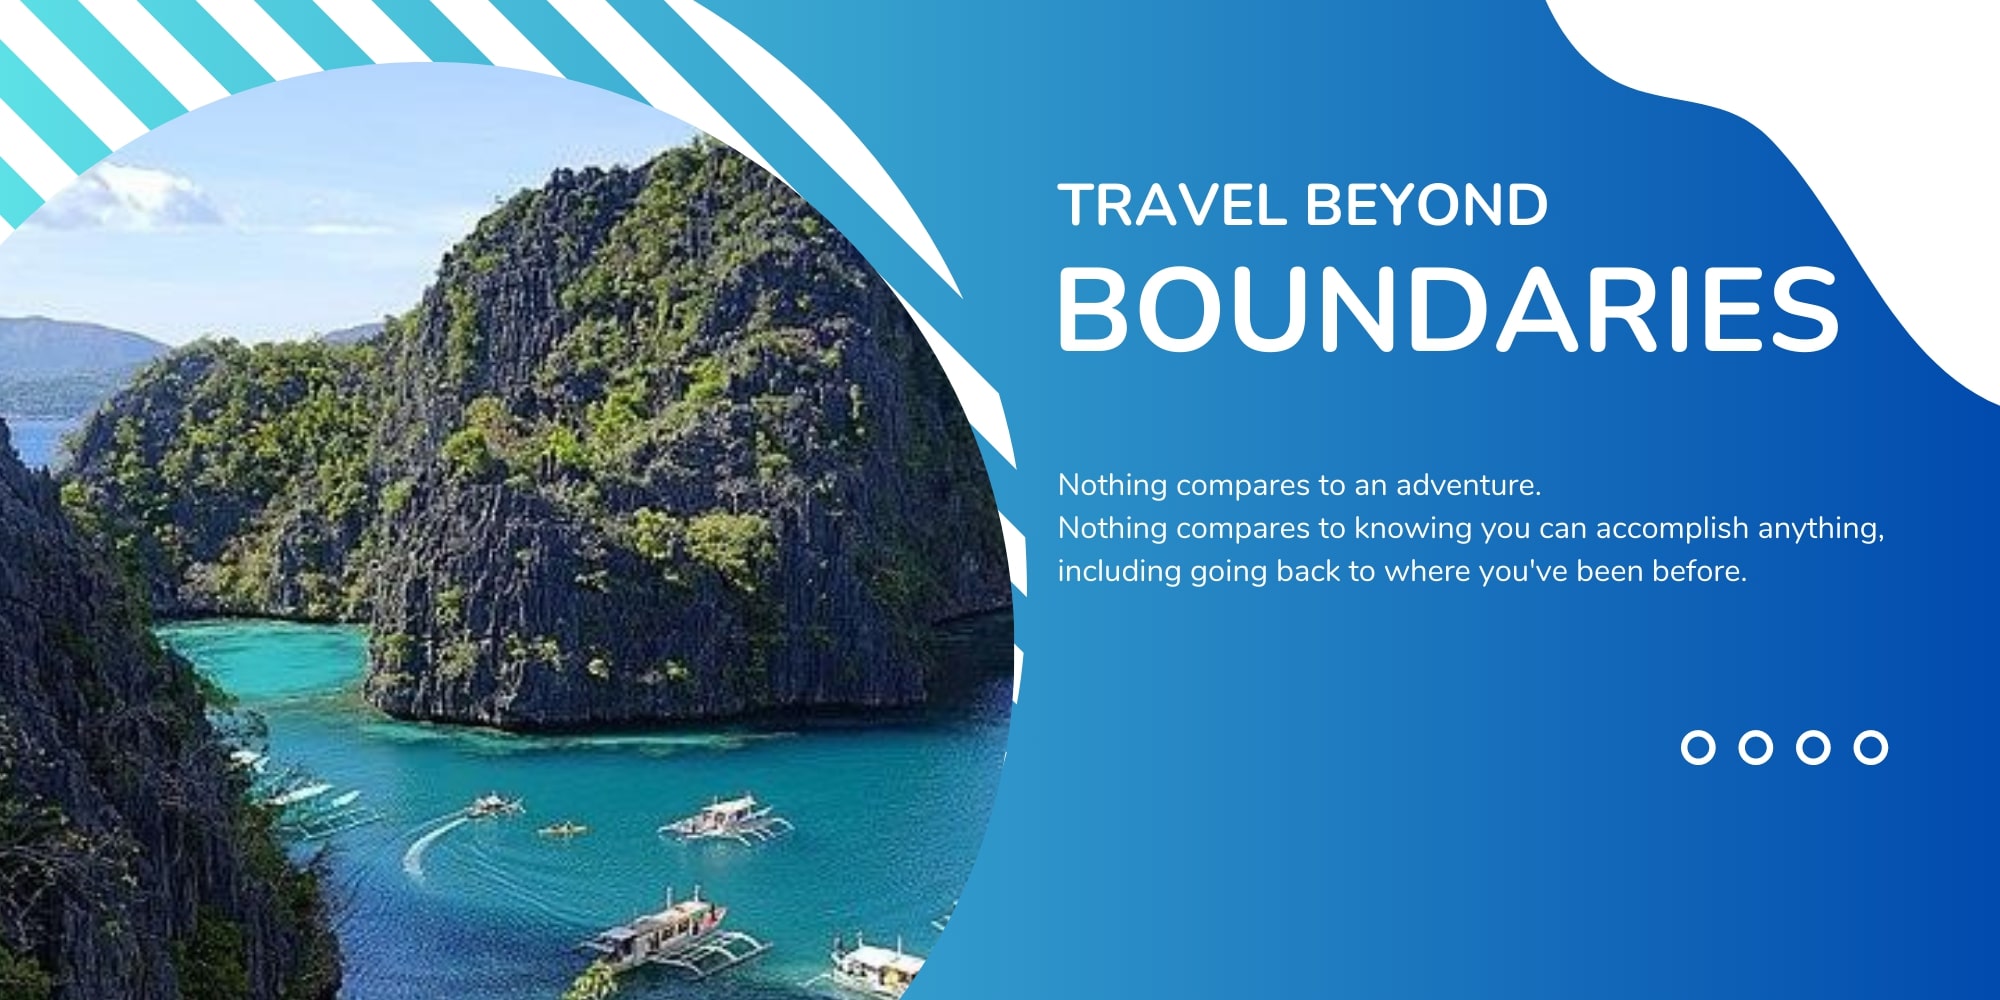 TRAVEL BEYOND
BOUNDARIES
Nothing compares to an adventure.
Nothing compares to knowing you can accomplish anything,
including going back to where you've been before.